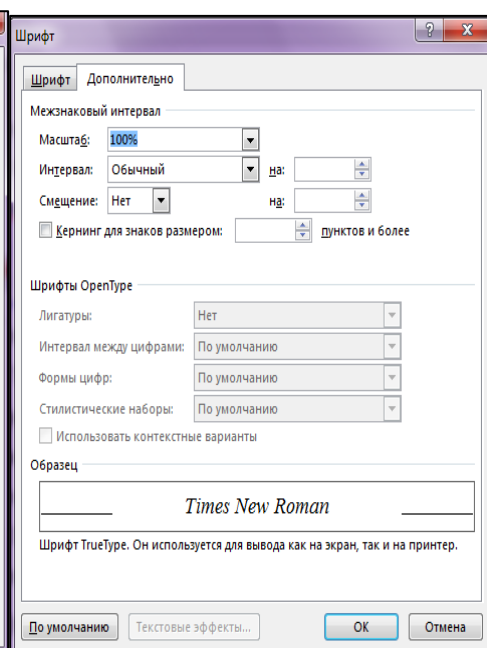 Шрифт
Шрифт Дополнительно
Межзнаковый интервал
Масштаб: 100%
Интервал: Обычный на:
Смещение: Нет на:
Кернинг для знаков размером: пунктов и более
Шрифты OpenType
Лигатуры: Нет
Интервал между цифрами: По умолчанию
Формы цифр: По умолчанию
Стилистические наборы: По умолчанию
Использовать контекстные варианты
Образец
Times New Roman
Шрифт TrueType. Он используется для вывода как на экран, так и на принтер.
По умолчанию Текстовые эффекты... ОК Отмена